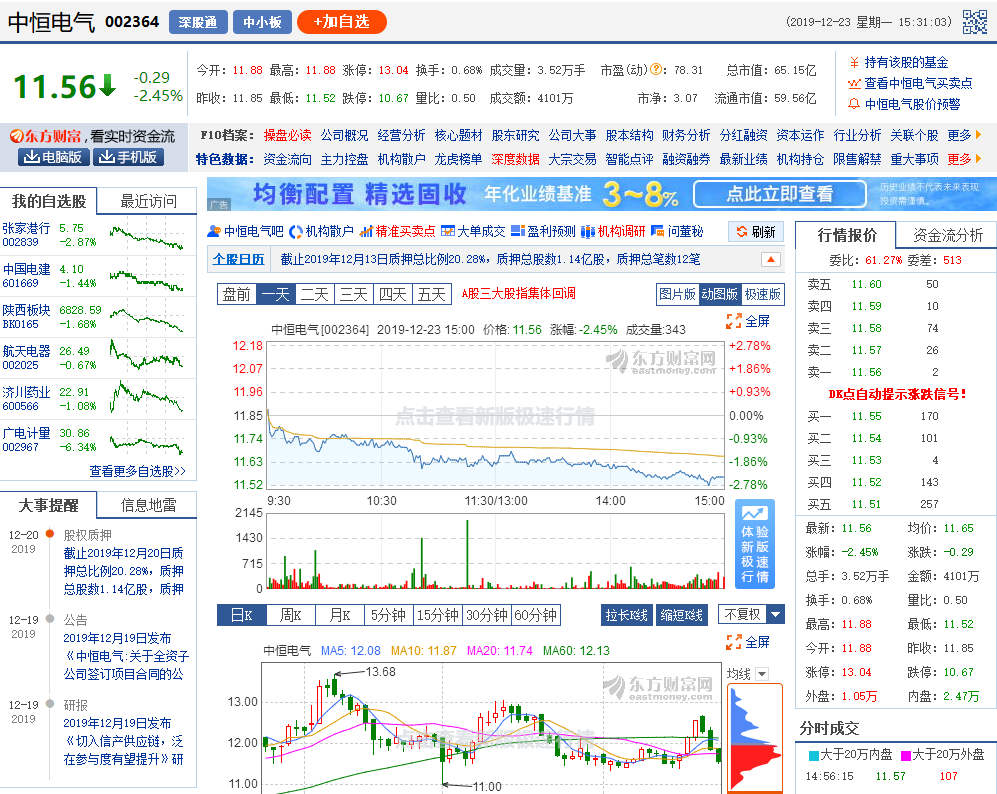 中恒电气 002364 深股通 中小板 +加自选 (2019-12-23 星期一 15:31:03)
11.56 -0.29 -2.45%
今开：11.88 最高：11.88 涨停：13.04 换手：0.68% 成交量：3.52万手 市盈(动)?：78.31 总市值：65.15亿
昨收：11.85 最低：11.52 跌停：10.67 量比：0.50 成交额：4101万 市净：3.07 流通市值：59.56亿
持有该股的基金
查看中恒电气买卖点
中恒电气股价预警
东方财富,看实时资金流
电脑版 手机版
F10档案： 操盘必读 公司概况 经营分析 核心题材 股东研究 公司大事 股本结构 财务分析 分红融资 资本运作 行业分析 关联个股 更多
特色数据： 资金流向 主力控盘 机构散户 龙虎榜单 深度数据 大宗交易 智能点评 融资融券 最新业绩 机构持仓 限售解禁 重大事项 更多
我的自选股 最近访问
张家港行 5.75
002839 -2.87%
中国电建 4.10
601669 -1.44%
陕西板块 6828.59
BK0165 -1.68%
航天电器 26.49
002025 -0.67%
济川药业 22.91
600566 -1.08%
广电计量 30.86
002967 -6.34%
查看更多自选股>>
大事提醒 信息地雷
12-20 股权质押
2019
截止2019年12月20日质
押总比例20.28%，质押
总股数1.14亿股，质押
12-19 公告
2019
2019年12月19日发布
《中恒电气:关于全资子
公司签订项目合同的公
12-19 研报
2019
2019年12月19日发布
《切入信产供应链，泛
在参与度有望提升》研
广告 均衡配置 精选固收 年化业绩基准 3~8% 点此立即查看 历史业绩不代表未来表现
投资需谨慎。
中恒电气吧 机构散户 精准买卖点 大单成交 盈利预测 机构调研 问董秘 刷新
个股日历 截止2019年12月13日质押总比例20.28%，质押总股数1.14亿股，质押总笔数12笔
盘前 一天 二天 三天 四天 五天 A股三大股指集体回调 图片版 动图版 极速版
中恒电气[002364] 2019-12-23 15:00 价格: 11.56 涨幅: -2.45% 成交量:343 全屏
东方财富网
eastmoney.com
点击查看新版极速行情
12.18 +2.78%
12.07 +1.86%
11.96 +0.93%
11.85 0.00%
11.74 -0.93%
11.63 -1.86%
11.52 -2.78%
9:30 10:30 11:30/13:00 14:00 15:00
2145
1430
715
0
体验
新版
极速
行情
日K 周K 月K 5分钟 15分钟 30分钟 60分钟 拉长K线 缩短K线 不复权
中恒电气 MA5: 12.08 MA10: 11.87 MA20: 11.74 MA60: 12.13 全屏
均线
13.68
东方财富网
eastmoney.com
13.00
12.00
11.00
11.00
行情报价 资金流分析
委比：61.27% 委差：513
卖五 11.60 50
卖四 11.59 10
卖三 11.58 74
卖二 11.57 26
卖一 11.56 2
DK点自动提示涨跌信号！
买一 11.55 170
买二 11.54 101
买三 11.53 4
买四 11.52 143
买五 11.51 257
最新：11.56 均价：11.65
涨幅：-2.45% 涨跌：-0.29
总手：3.52万手 金额：4101万
换手：0.68% 量比：0.50
最高：11.88 最低：11.52
今开：11.88 昨收：11.85
涨停：13.04 跌停：10.67
外盘：1.05万 内盘：2.47万
分时成交
大于20万内盘 大于20万外盘
14:56:15 11.57 107